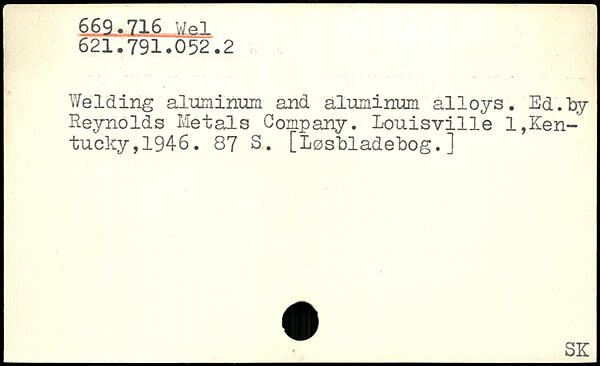 669.716 Wel
621.791.052.2
Welding aluminum and aluminum alloys. Ed.by
Reynolds Metals Company. Louisville 1,Ken-
tucky,1946. 87 S. [Løsbladebog.]
SK